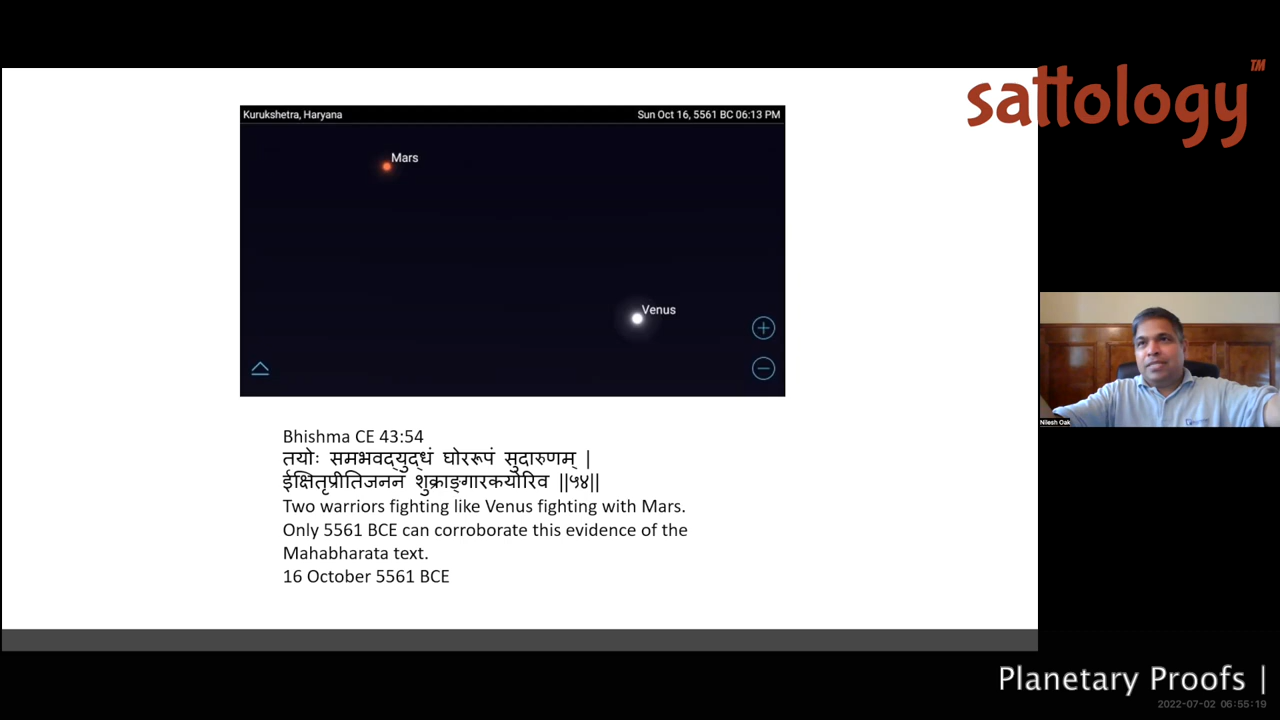 sattology™
Kurukshetra, Haryana
Sun Oct 16, 5561 BC 06:13 PM
Mars
Venus
Bhishma CE 43:54
तयोः समभवद्युद्धं घोररूपं सुदारुणम् |
ईक्षितृप्रीतिजननं शुक्राङ्गारकयोरिव ||५४||
Two warriors fighting like Venus fighting with Mars.
Only 5561 BCE can corroborate this evidence of the
Mahabharata text.
16 October 5561 BCE
Nilesh Oak
Planetary Proofs |
2022-07-02 06:55:19